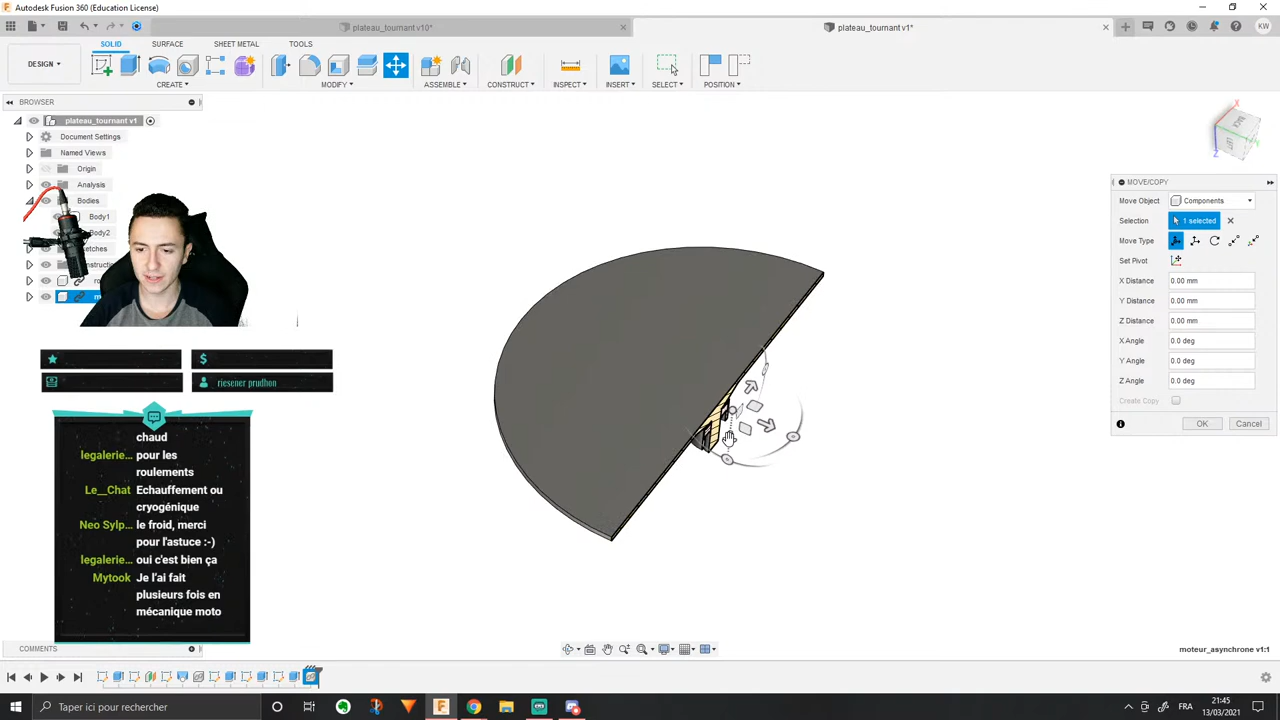 Autodesk Fusion 360 (Education License)
plateau_tournant v10*
plateau_tournant v1*
KW
DESIGN
SOLID
SURFACE
SHEET METAL
TOOLS
CREATE
MODIFY
ASSEMBLE
CONSTRUCT
INSPECT
INSERT
SELECT
POSITION
BROWSER
plateau_tournant v1
Document Settings
Named Views
Origin
Analysis
Bodies
Body1
Body2
MOVE/COPY
Move Object
Components
Selection
1 selected
Move Type
Set Pivot
X Distance
0.00 mm
Y Distance
0.00 mm
Z Distance
0.00 mm
X Angle
0.0 deg
Y Angle
0.0 deg
Z Angle
0.0 deg
Create Copy
OK
Cancel
riesener prudhon
chaud
legalerie... pour les
roulements
Le__Chat Echauffement ou
cryogénique
Neo Sylp... le froid, merci
pour l'astuce :-)
legalerie... oui c'est bien ça
Mytook Je l'ai fait
plusieurs fois en
mécanique moto
COMMENTS
moteur_asynchrone v1:1
Taper ici pour rechercher
FRA
21:45
13/03/2021